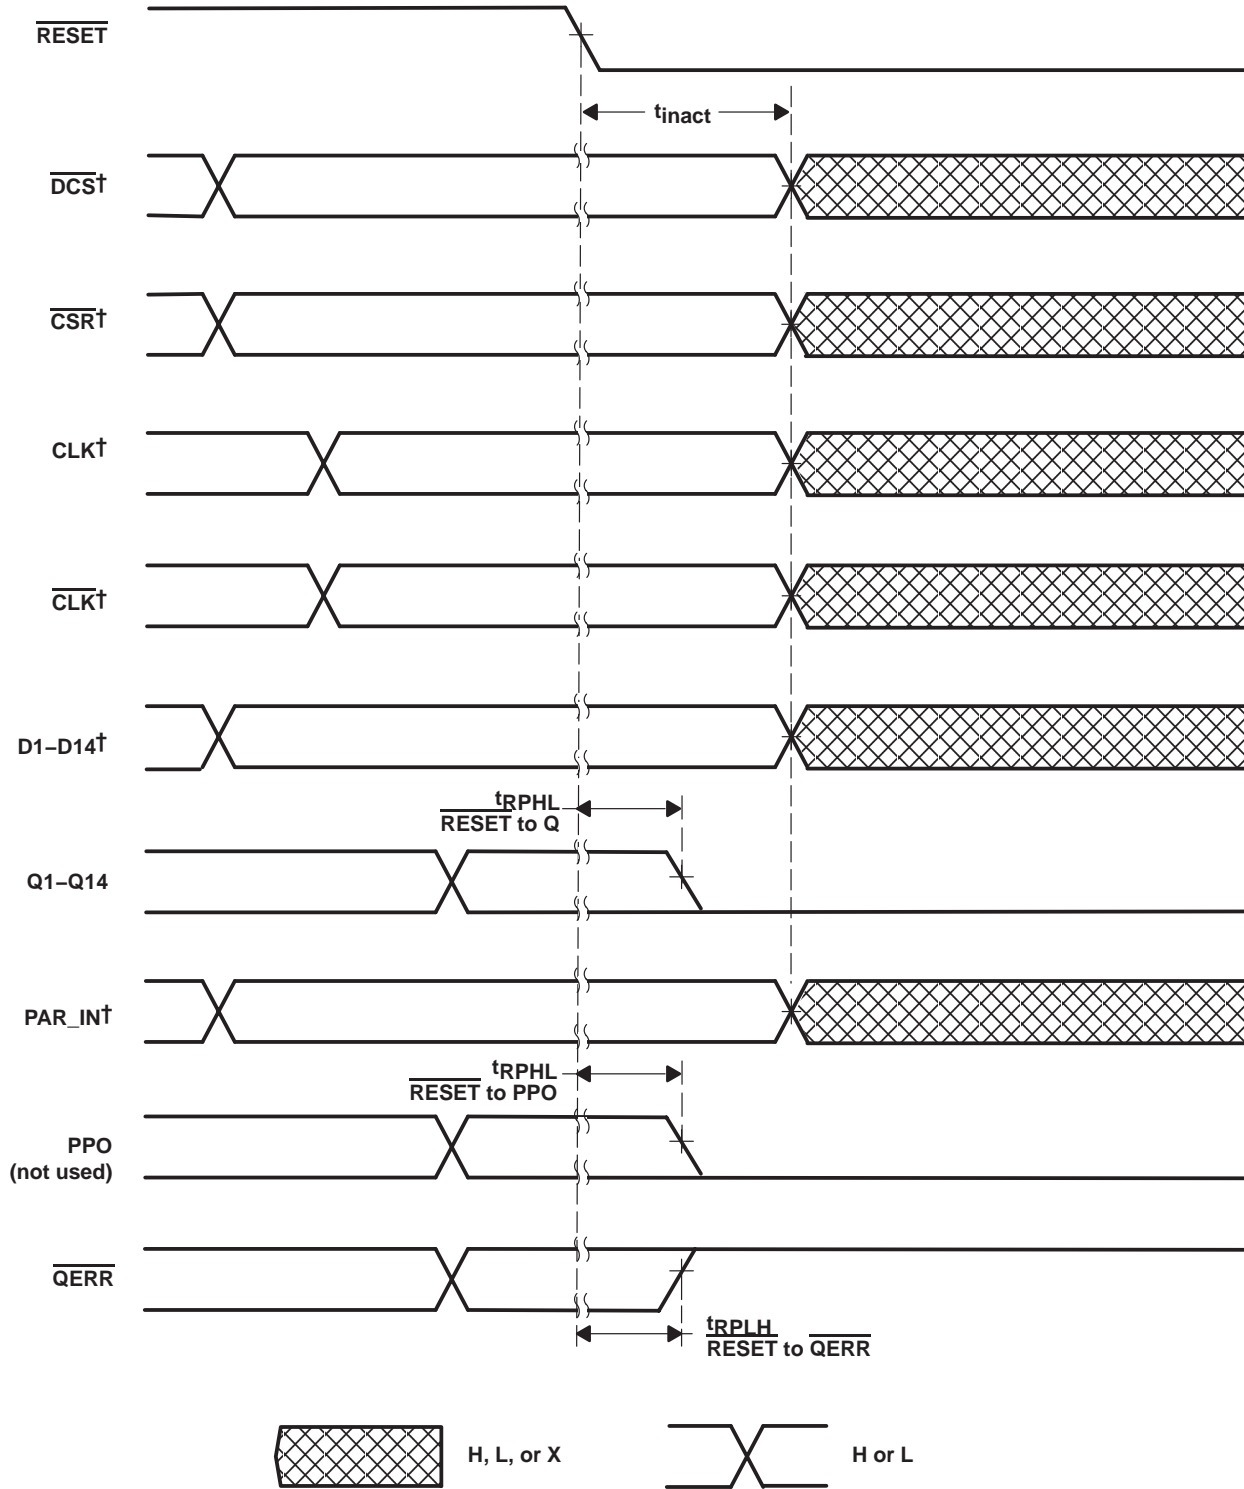 RESET
tinact
DCS†
CSR†
CLK†
CLK†
D1–D14†
tRPHL
RESET to Q
Q1–Q14
PAR_IN†
tRPHL
RESET to PPO
PPO
(not used)
QERR
tRPLH
RESET to QERR
H, L, or X
H or L